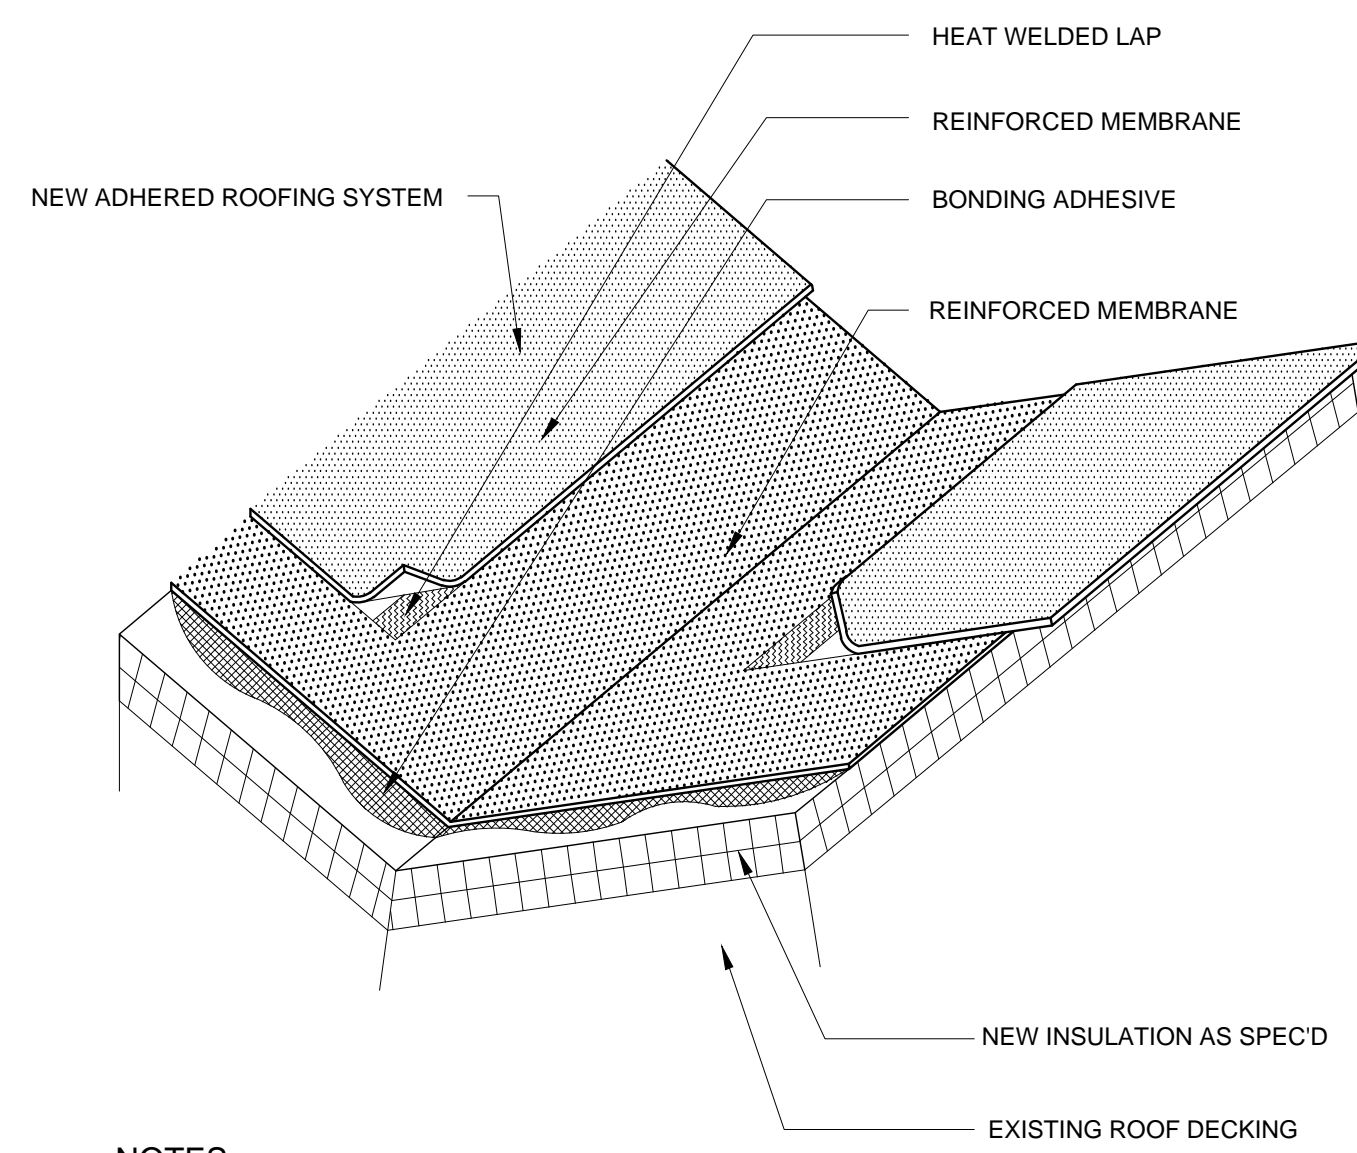 HEAT WELDED LAP
REINFORCED MEMBRANE
NEW ADHERED ROOFING SYSTEM
BONDING ADHESIVE
REINFORCED MEMBRANE
NEW INSULATION AS SPEC'D
EXISTING ROOF DECKING
NOTES